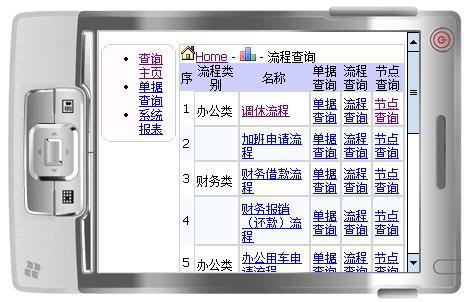 查询
主页
单据
查询
系统
报表
Home - - 流程查询
序 流程类别 名称 单据查询 流程查询 节点查询
1 办公类 调休流程 单据查询 流程查询 节点查询
2 加班申请流程 单据查询 流程查询 节点查询
3 财务类 财务借款流程 单据查询 流程查询 节点查询
4 财务报销（还款）流程 单据查询 流程查询 节点查询
5 办公类 办公用车申请流程 单据查询 流程查询 节点查询